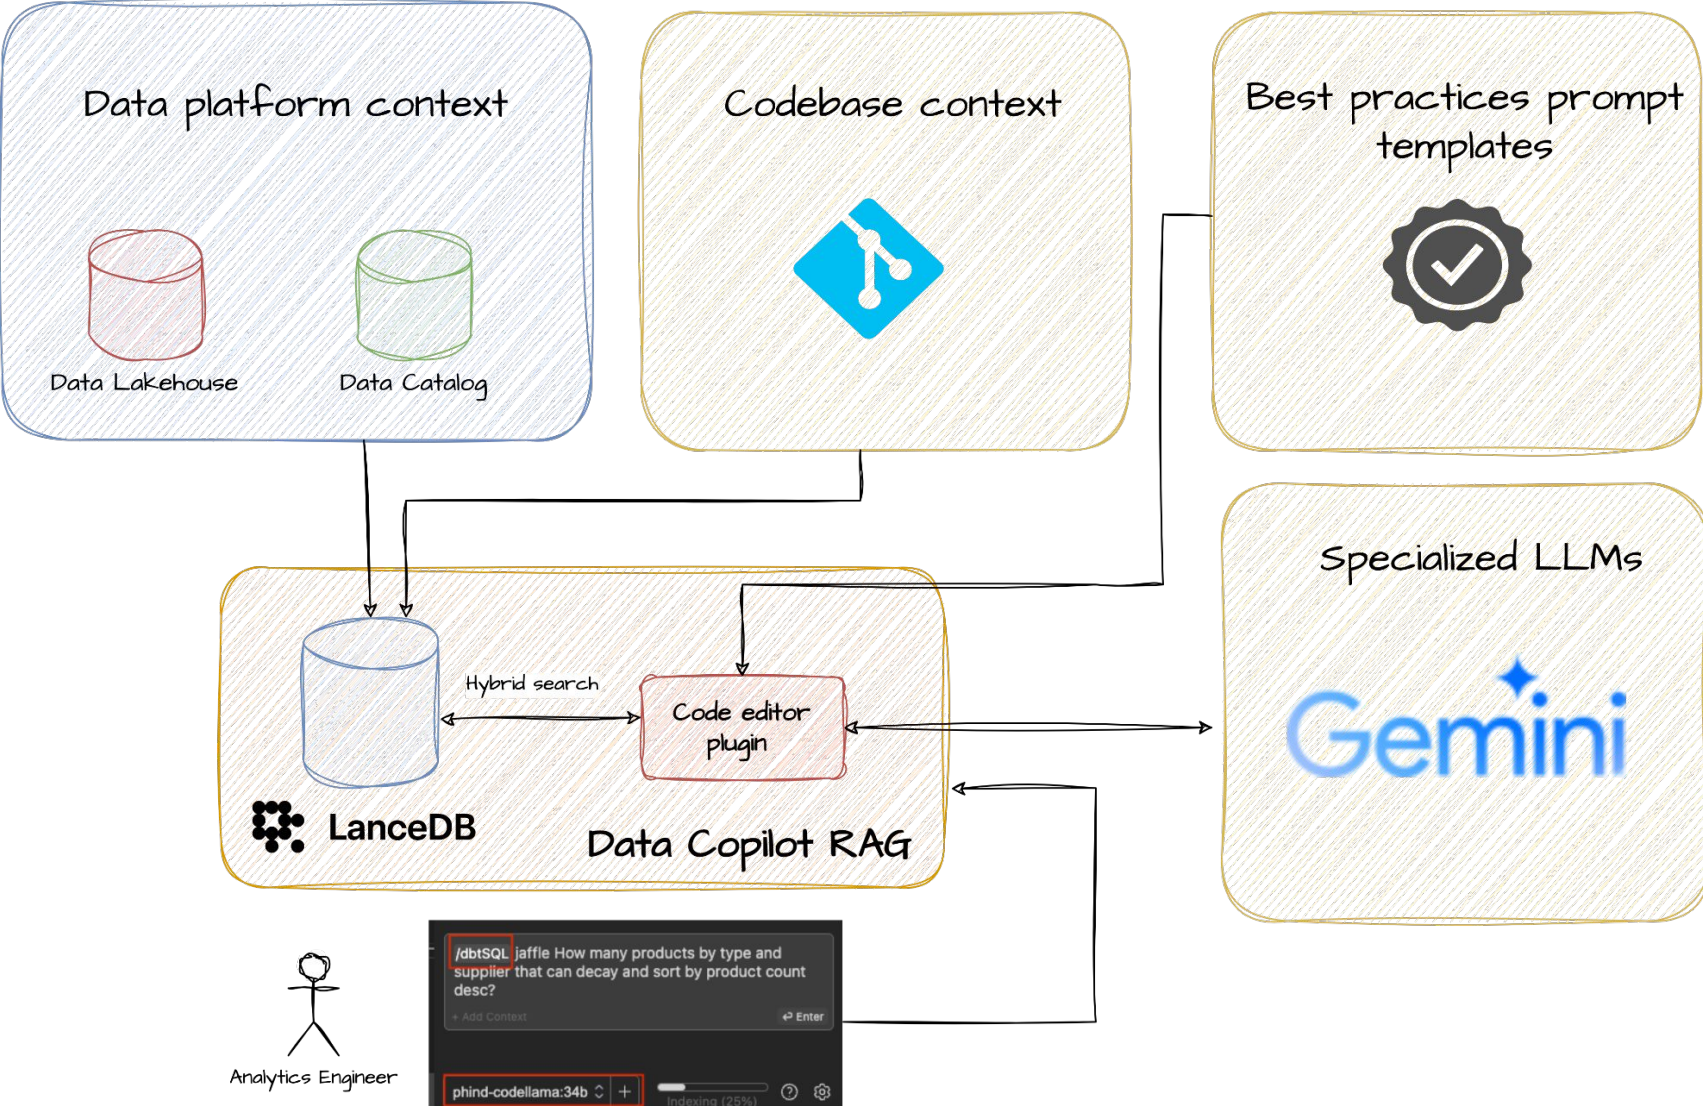 Data platform context
Data Lakehouse
Data Catalog
Codebase context
Best practices prompt
templates
Specialized LLMs
Gemini
Hybrid search
Code editor
plugin
LanceDB
Data Copilot RAG
Analytics Engineer
/dbtSQL jaffle How many products by type and
supplier that can decay and sort by product count
desc?
+ Add Context
⏎ Enter
phind-codellama:34b
+
Indexing (25%)